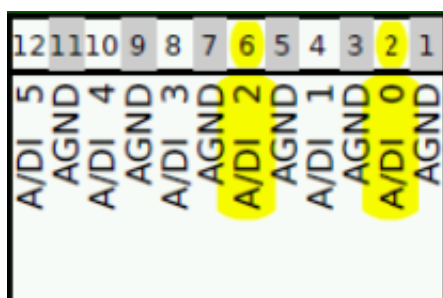 12 11 10 9 8 7 6 5 4 3 2 1
A/DI 5
AGND
A/DI 4
AGND
A/DI 3
AGND
A/DI 2
AGND
A/DI 1
AGND
A/DI 0
AGND